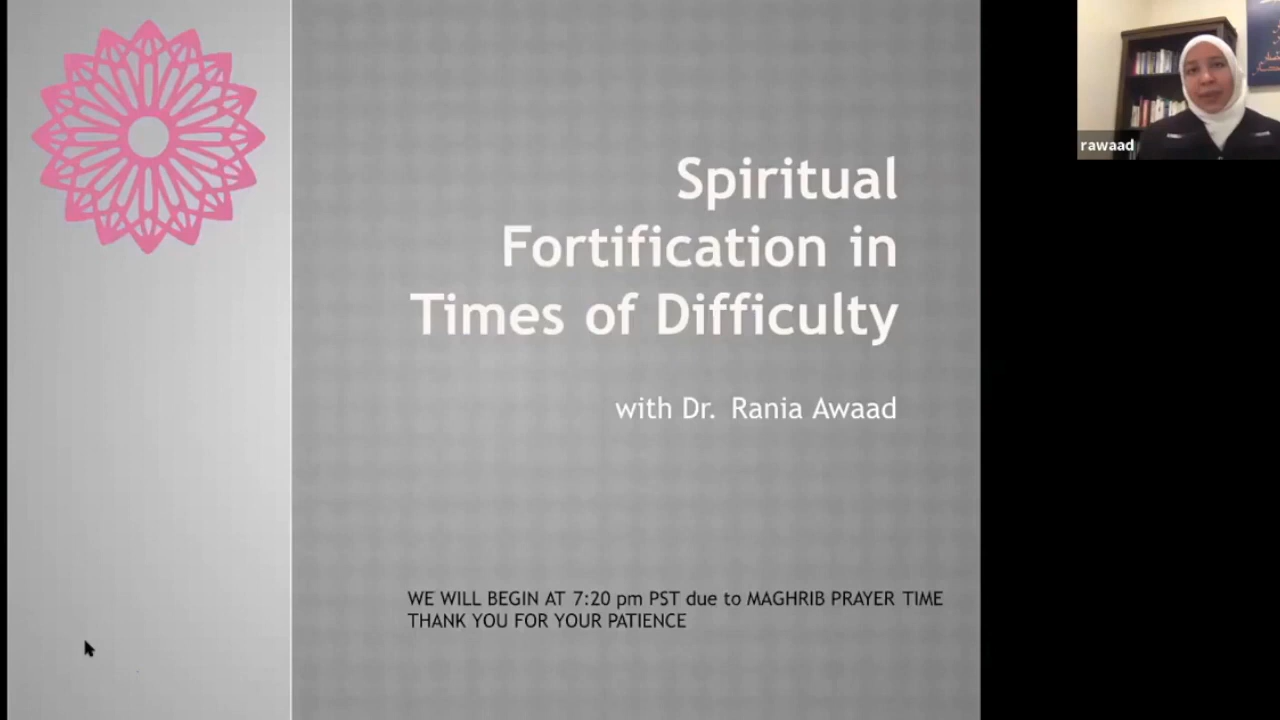 Spiritual
Fortification in
Times of Difficulty
with Dr. Rania Awaad
WE WILL BEGIN AT 7:20 pm PST due to MAGHRIB PRAYER TIME
THANK YOU FOR YOUR PATIENCE
rawaad